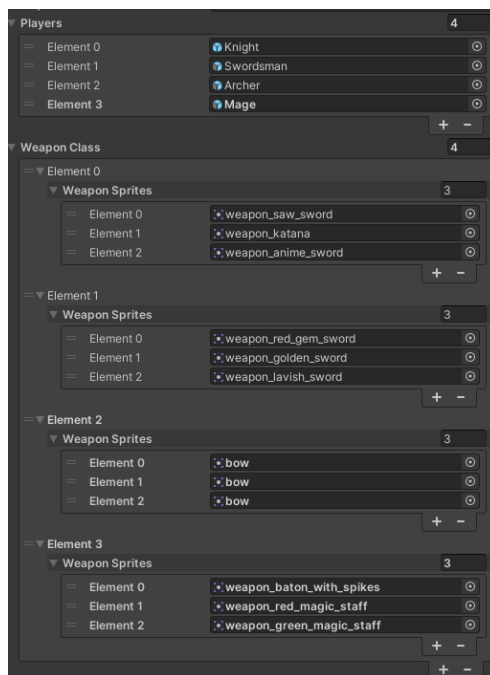 Players 4
Element 0 Knight
Element 1 Swordsman
Element 2 Archer
Element 3 Mage
+ -
Weapon Class 4
Element 0
Weapon Sprites 3
Element 0 weapon_saw_sword
Element 1 weapon_katana
Element 2 weapon_anime_sword
+ -
Element 1
Weapon Sprites 3
Element 0 weapon_red_gem_sword
Element 1 weapon_golden_sword
Element 2 weapon_lavish_sword
+ -
Element 2
Weapon Sprites 3
Element 0 bow
Element 1 bow
Element 2 bow
+ -
Element 3
Weapon Sprites 3
Element 0 weapon_baton_with_spikes
Element 1 weapon_red_magic_staff
Element 2 weapon_green_magic_staff
+ -
+ -